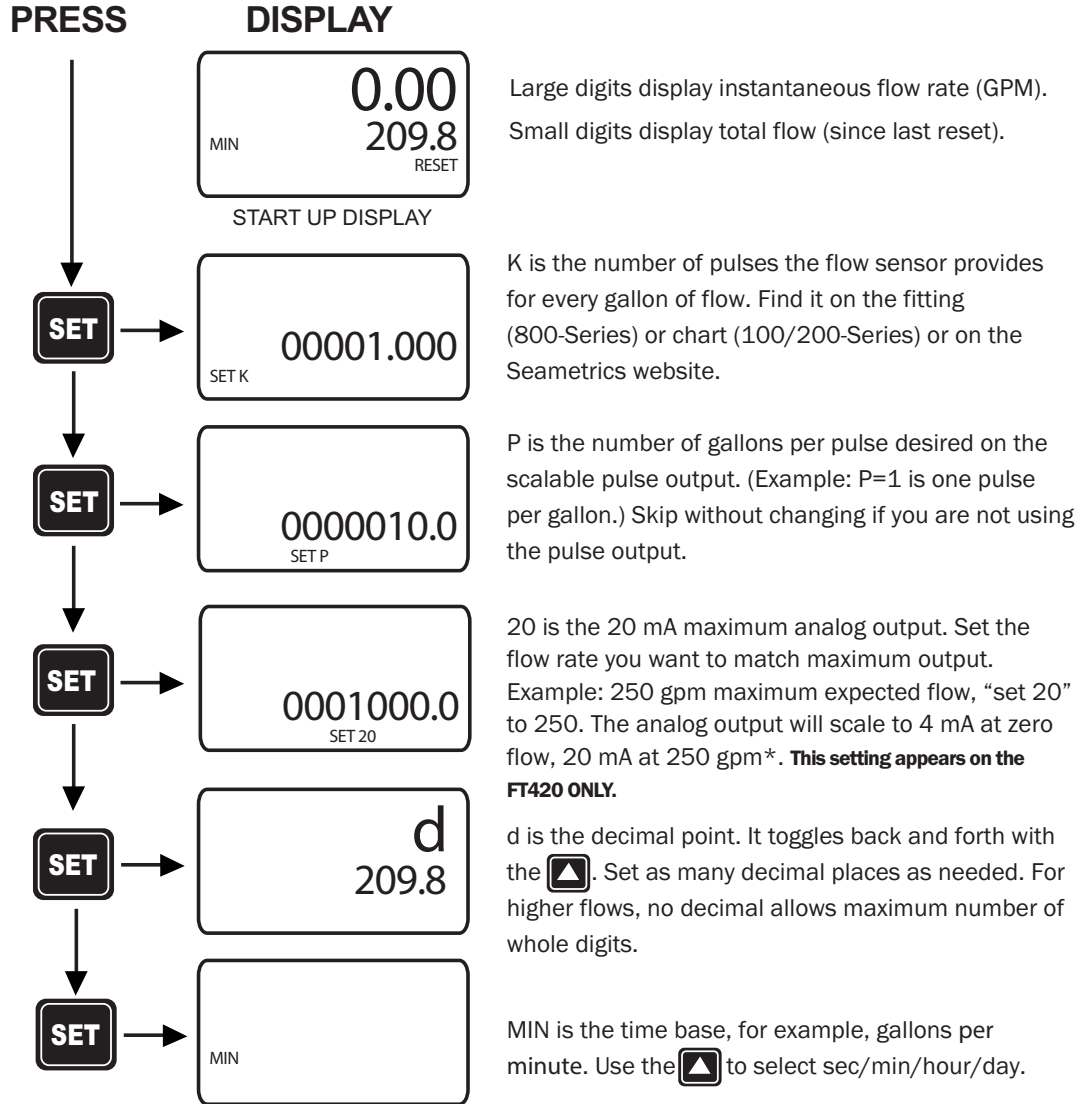 PRESS DISPLAY
0.00
209.8
MIN
RESET
START UP DISPLAY
Large digits display instantaneous flow rate (GPM).
Small digits display total flow (since last reset).
SET
00001.000
SET K
K is the number of pulses the flow sensor provides
for every gallon of flow. Find it on the fitting
(800-Series) or chart (100/200-Series) or on the
Seametrics website.
SET
0000010.0
SET P
P is the number of gallons per pulse desired on the
scalable pulse output. (Example: P=1 is one pulse
per gallon.) Skip without changing if you are not using
the pulse output.
SET
0001000.0
SET 20
20 is the 20 mA maximum analog output. Set the
flow rate you want to match maximum output.
Example: 250 gpm maximum expected flow, “set 20”
to 250. The analog output will scale to 4 mA at zero
flow, 20 mA at 250 gpm*. This setting appears on the
FT420 ONLY.
SET
d
209.8
d is the decimal point. It toggles back and forth with
the ▲. Set as many decimal places as needed. For
higher flows, no decimal allows maximum number of
whole digits.
SET
MIN
MIN is the time base, for example, gallons per
minute. Use the ▲ to select sec/min/hour/day.